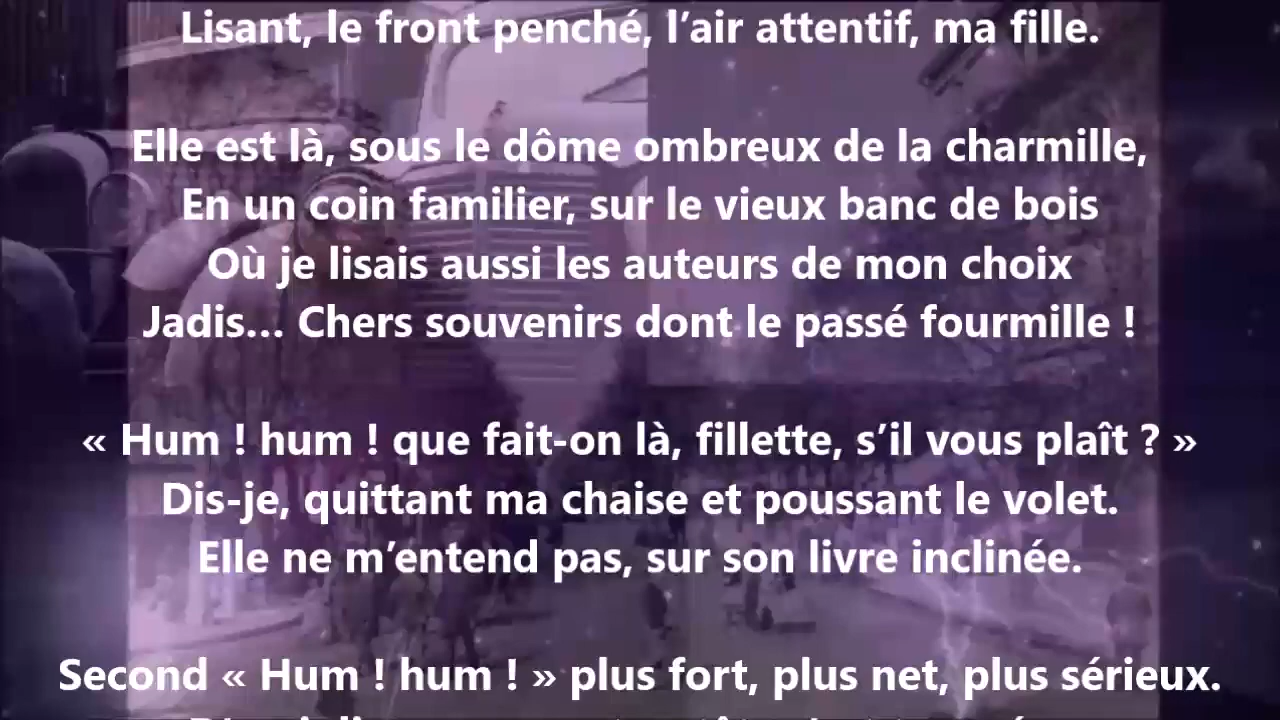 Lisant, le front penché, l’air attentif, ma fille.
Elle est là, sous le dôme ombreux de la charmille,
En un coin familier, sur le vieux banc de bois
Où je lisais aussi les auteurs de mon choix
Jadis… Chers souvenirs dont le passé fourmille !
« Hum ! hum ! que fait-on là, fillette, s’il vous plaît ? »
Dis-je, quittant ma chaise et poussant le volet.
Elle ne m’entend pas, sur son livre inclinée.
Second « Hum ! hum ! » plus fort, plus net, plus sérieux.